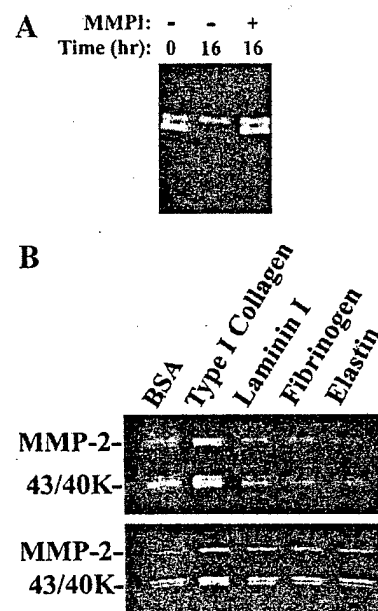 A
MMPI: - - +
Time (hr): 0 16 16
B
BSA
Type I Collagen
Laminin I
Fibrinogen
Elastin
MMP-2-
43/40K-
MMP-2-
43/40K-